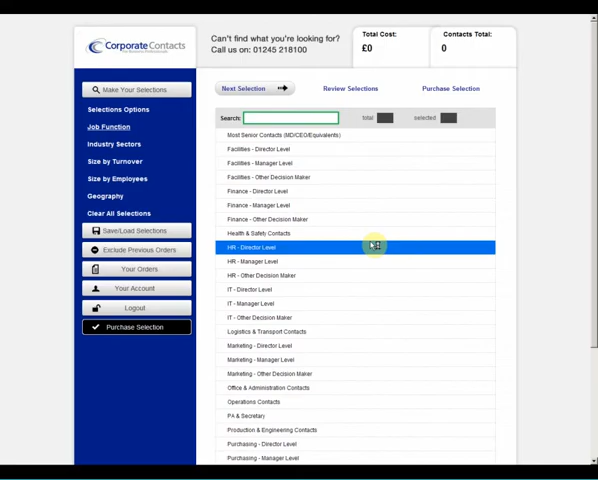 CorporateContacts
Can't find what you're looking for?
Call us on: 01245 218100
Total Cost:
£0
Contacts Total:
0
Make Your Selections
Selections Options
Job Function
Industry Sectors
Size by Turnover
Size by Employees
Geography
Clear All Selections
Save/Load Selections
Exclude Previous Orders
Your Orders
Your Account
Logout
Purchase Selection
Next Selection
Review Selections
Purchase Selection
Search:
total
selected
Most Senior Contacts (MD/CEO/Equivalents)
Facilities - Director Level
Facilities - Manager Level
Facilities - Other Decision Maker
Finance - Director Level
Finance - Manager Level
Finance - Other Decision Maker
Health & Safety Contacts
HR - Director Level
HR - Manager Level
HR - Other Decision Maker
IT - Director Level
IT - Manager Level
IT - Other Decision Maker
Logistics & Transport Contacts
Marketing - Director Level
Marketing - Manager Level
Marketing - Other Decision Maker
Office & Administration Contacts
Operations Contacts
PA & Secretary
Production & Engineering Contacts
Purchasing - Director Level
Purchasing - Manager Level